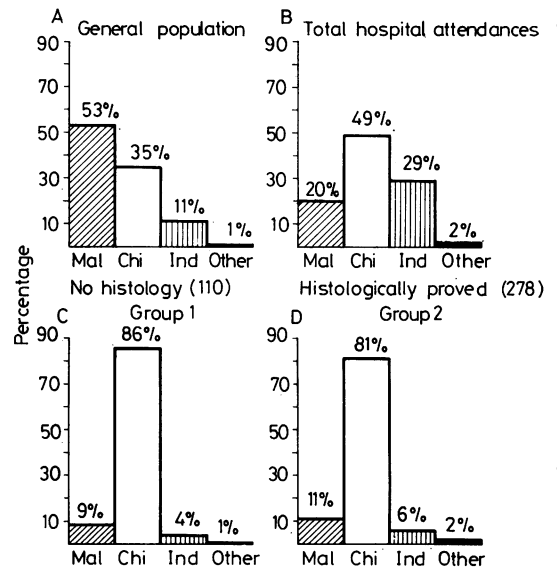 A
General population
90
70
50
30
10
53%
35%
11%
1%
Mal Chi Ind Other
B
Total hospital attendances
90
70
50
30
10
20%
49%
29%
2%
Mal Chi Ind Other
Percentage
C
No histology (110)
Group 1
90
70
50
30
10
9%
86%
4%
1%
Mal Chi Ind Other
D
Histologically proved (278)
Group 2
90
70
50
30
10
11%
81%
6%
2%
Mal Chi Ind Other